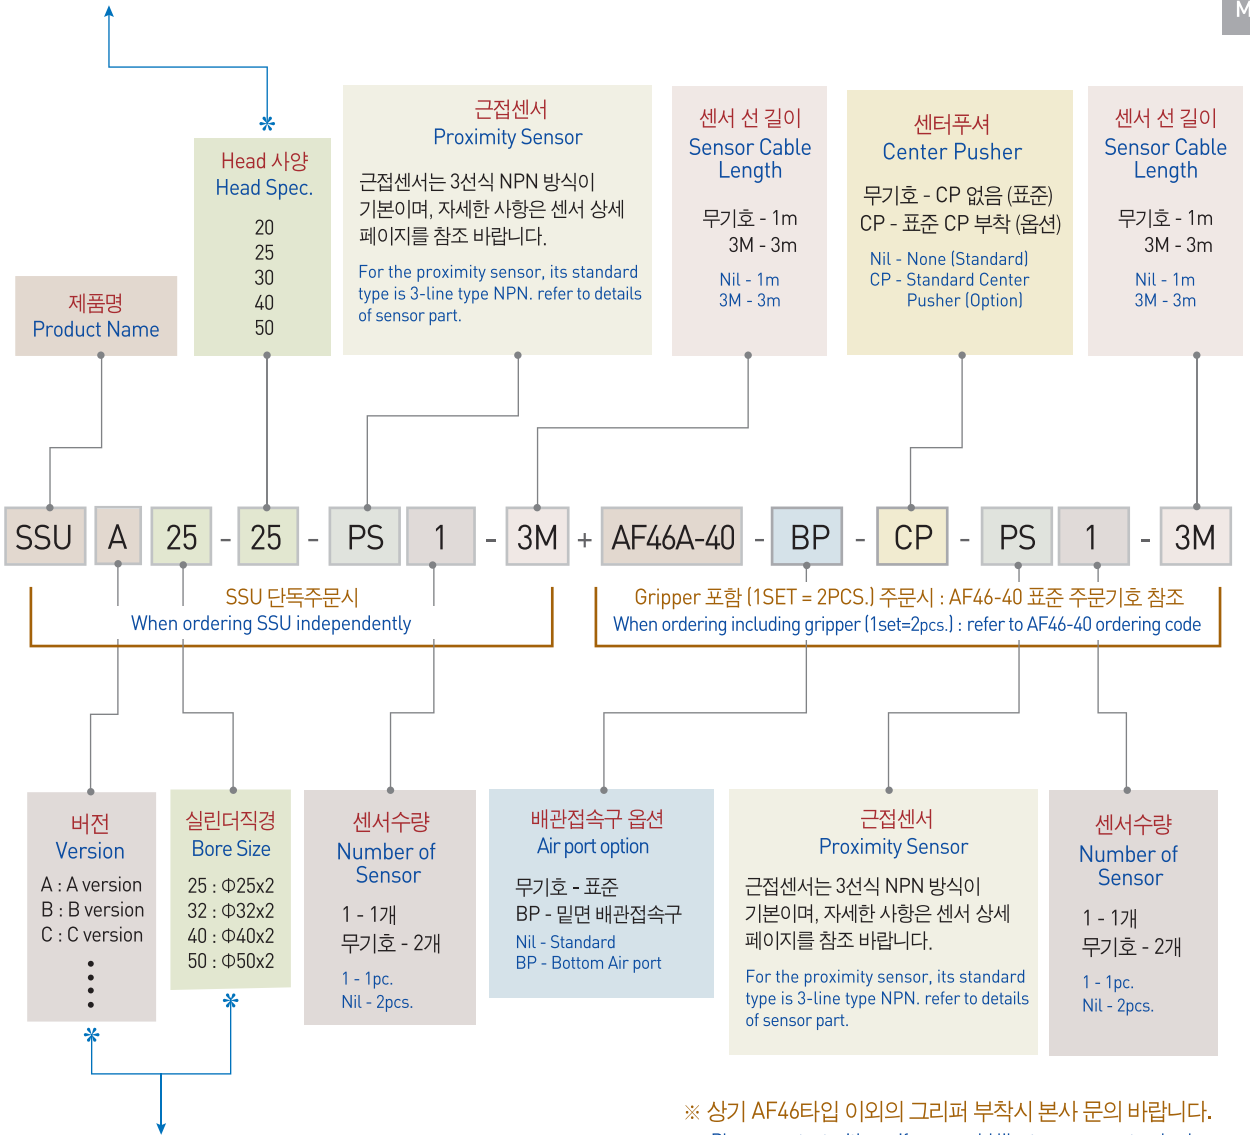 M
근접센서
Proximity Sensor
근접센서는 3선식 NPN 방식이
기본이며, 자세한 사항은 센서 상세
페이지를 참조 바랍니다.
For the proximity sensor, its standard
type is 3-line type NPN. refer to details
of sensor part.
센서 선 길이
Sensor Cable
Length
무기호 - 1m
3M - 3m
Nil - 1m
3M - 3m
센터푸셔
Center Pusher
무기호 - CP 없음 (표준)
CP - 표준 CP 부착 (옵션)
Nil - None (Standard)
CP - Standard Center
Pusher (Option)
센서 선 길이
Sensor Cable
Length
무기호 - 1m
3M - 3m
Nil - 1m
3M - 3m
*
Head 사양
Head Spec.
20
25
30
40
50
제품명
Product Name
SSU A 25 - 25 - PS 1 - 3M + AF46A-40 - BP - CP - PS 1 - 3M
SSU 단독주문시
When ordering SSU independently
Gripper 포함 (1SET = 2PCS.) 주문시 : AF46-40 표준 주문기호 참조
When ordering including gripper (1set=2pcs.) : refer to AF46-40 ordering code
버전
Version
A : A version
B : B version
C : C version
*
실린더직경
Bore Size
25 : Φ25x2
32 : Φ32x2
40 : Φ40x2
50 : Φ50x2
*
센서수량
Number of
Sensor
1 - 1개
무기호 - 2개
1 - 1pc.
Nil - 2pcs.
배관접속구 옵션
Air port option
무기호 - 표준
BP - 밑면 배관접속구
Nil - Standard
BP - Bottom Air port
근접센서
Proximity Sensor
근접센서는 3선식 NPN 방식이
기본이며, 자세한 사항은 센서 상세
페이지를 참조 바랍니다.
For the proximity sensor, its standard
type is 3-line type NPN. refer to details
of sensor part.
센서수량
Number of
Sensor
1 - 1개
무기호 - 2개
1 - 1pc.
Nil - 2pcs.
※ 상기 AF46타입 이외의 그리퍼 부착시 본사 문의 바랍니다.